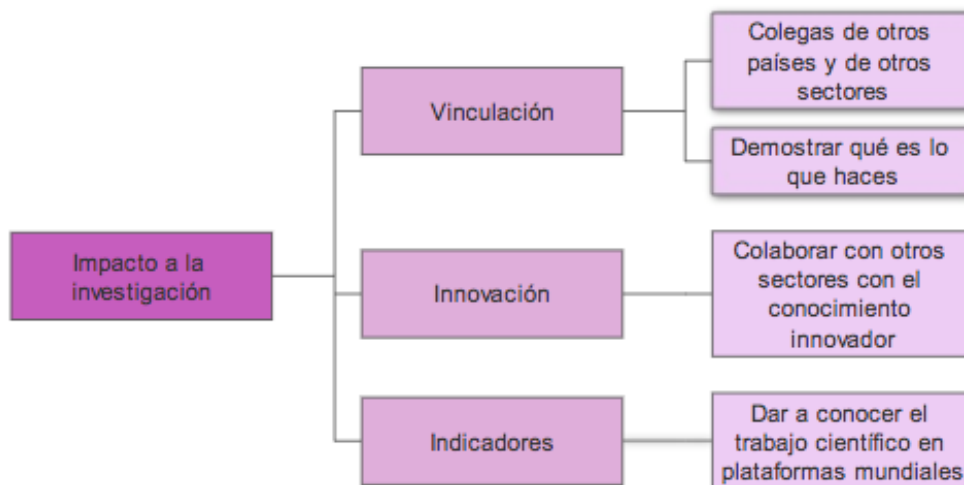 Impacto a la
investigación
Vinculación
Colegas de otros
países y de otros
sectores
Demostrar qué es lo
que haces
Innovación
Colaborar con otros
sectores con el
conocimiento
innovador
Indicadores
Dar a conocer el
trabajo científico en
plataformas mundiales